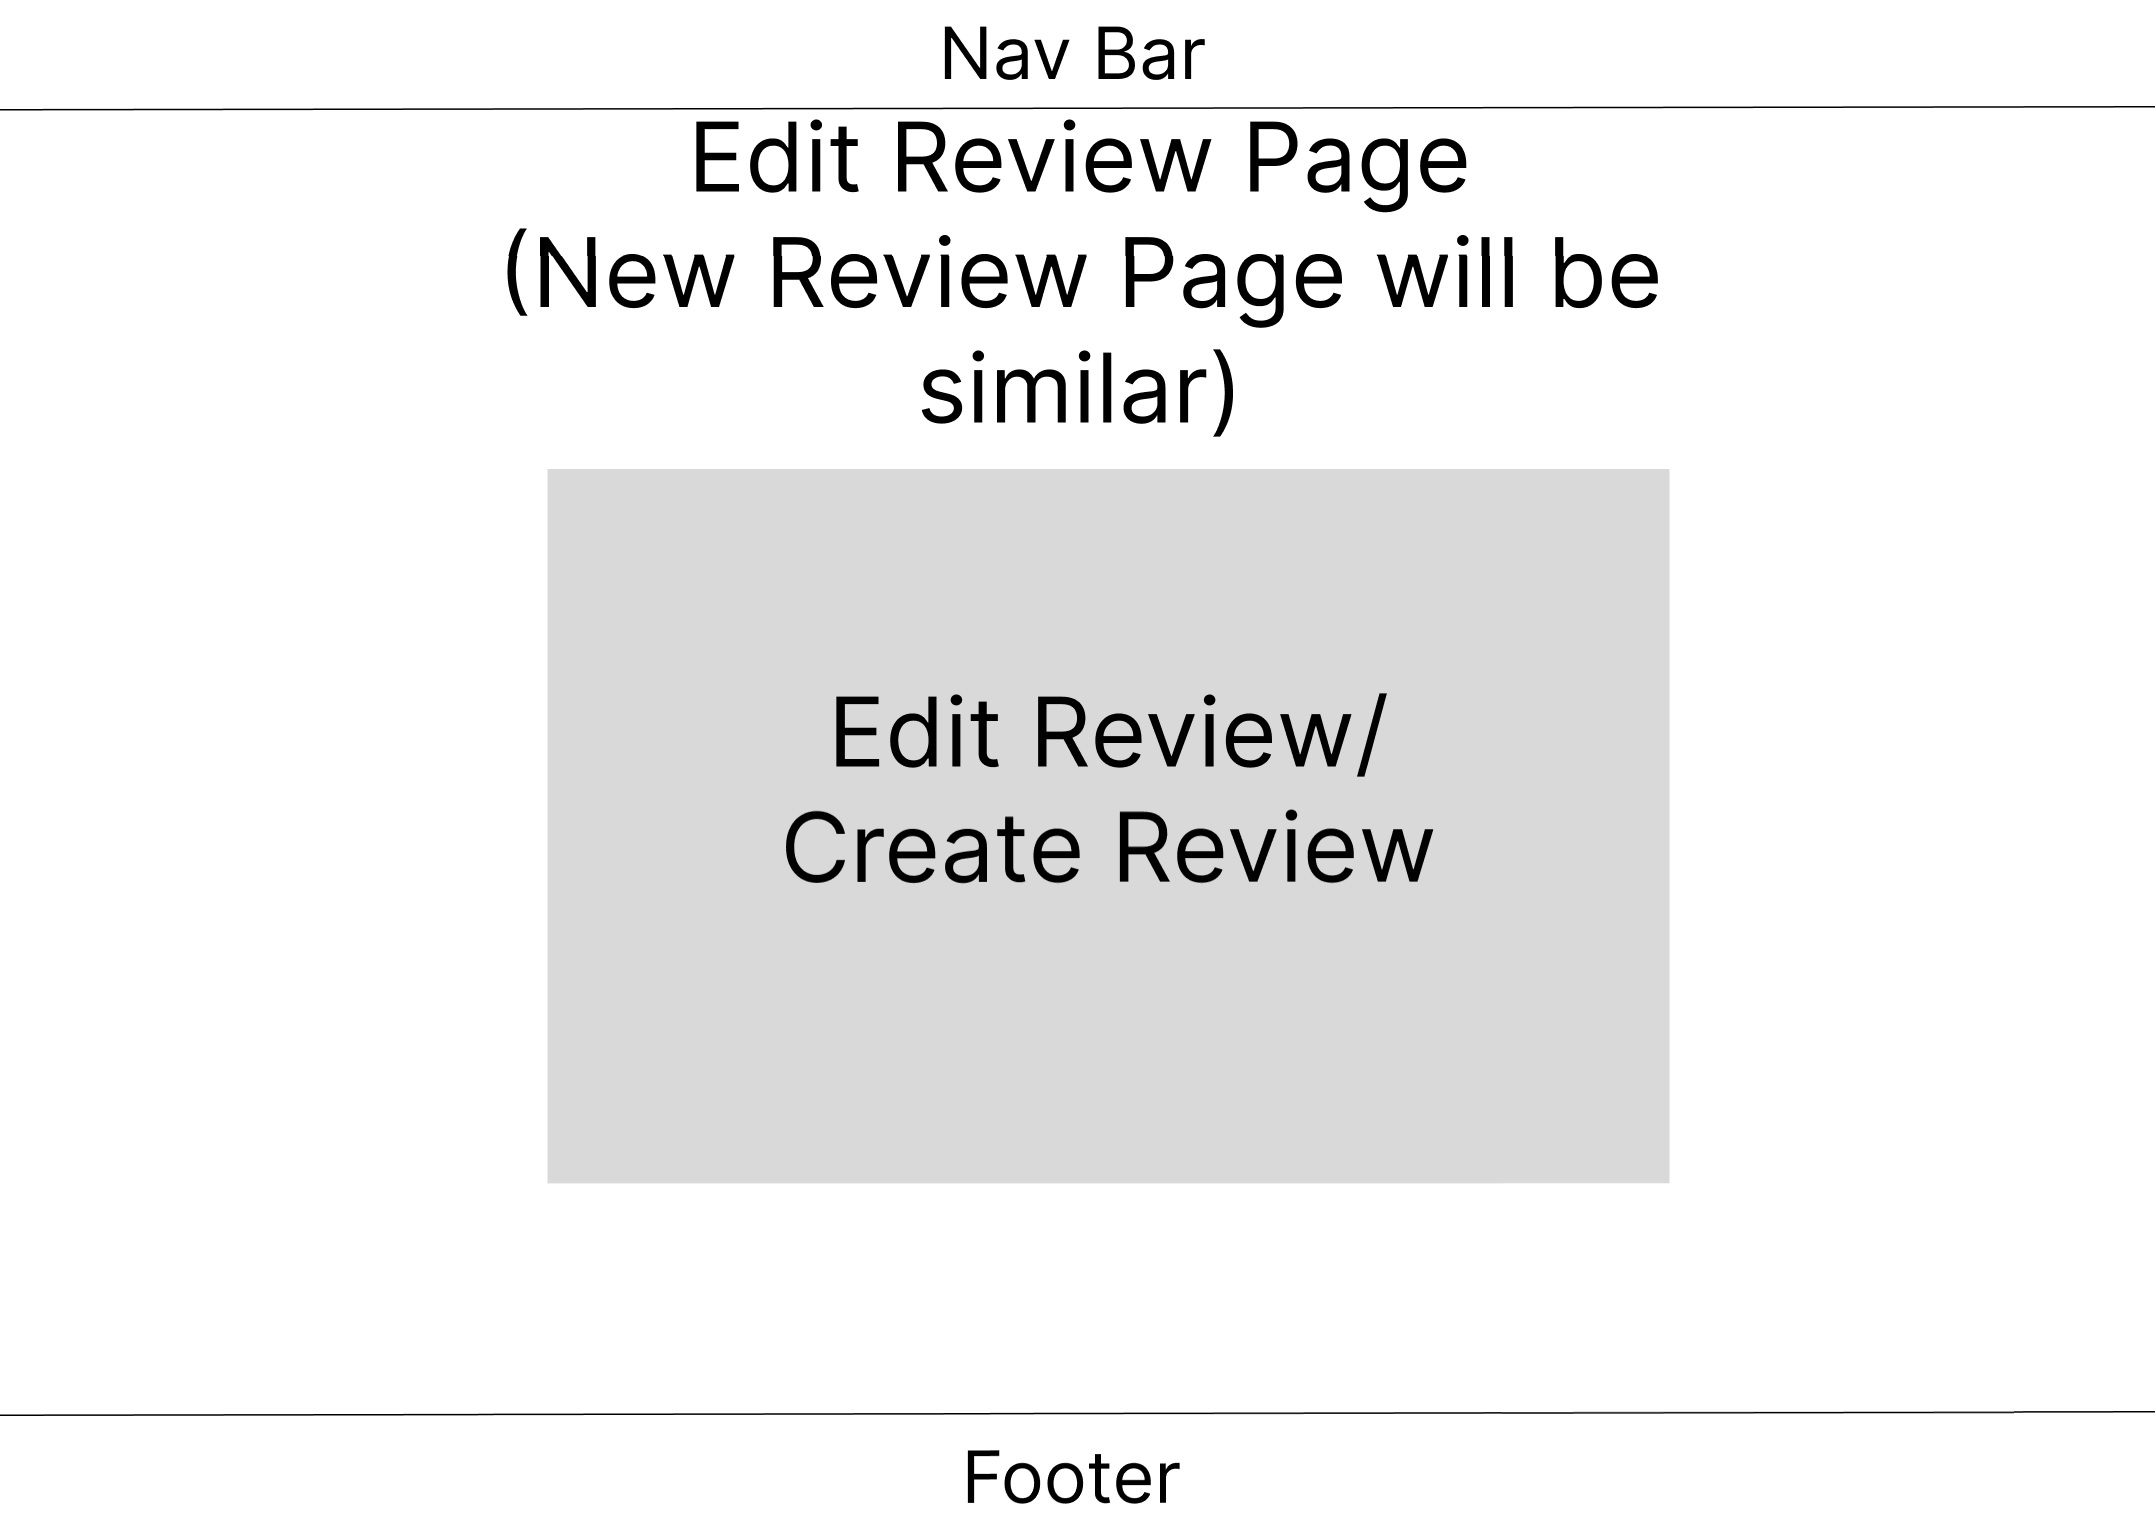 Nav Bar
Edit Review Page
(New Review Page will be
similar)
Edit Review/
Create Review
Footer